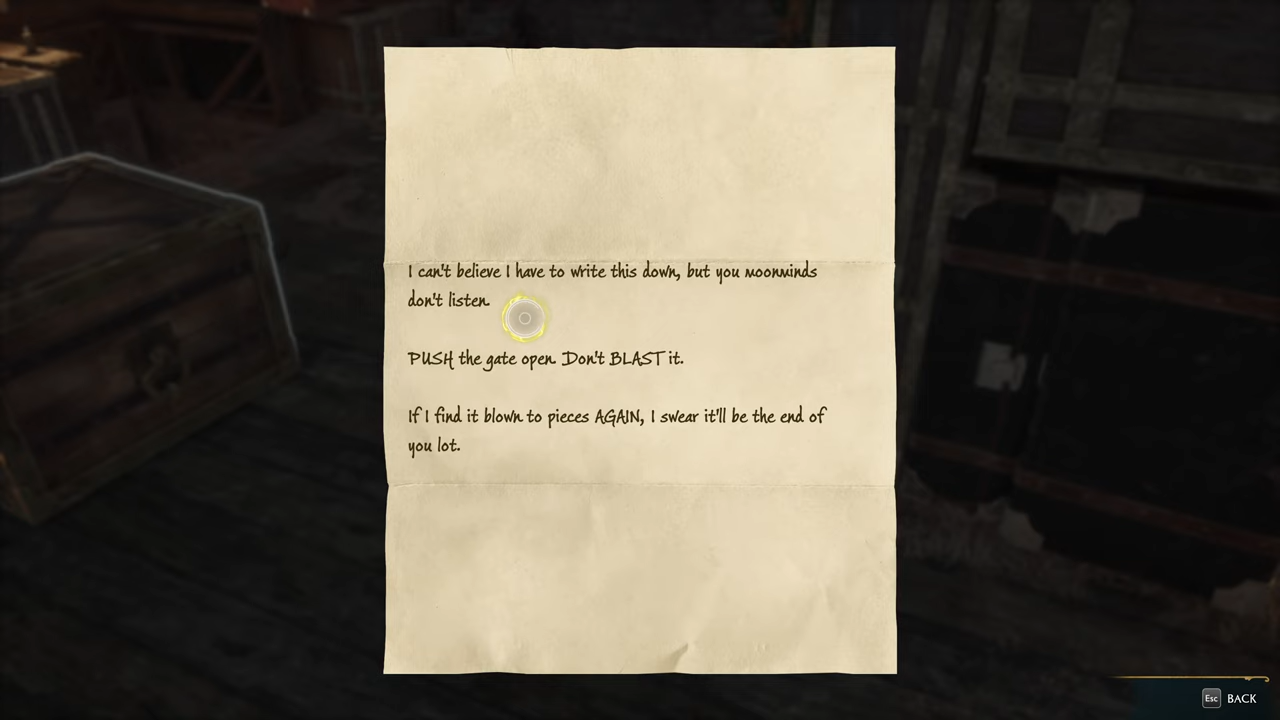 I can't believe I have to write this down, but you moonminds
don't listen.
PUSH the gate open. Don't BLAST it.
If I find it blown to pieces AGAIN, I swear it'll be the end of
you lot.
Esc BACK